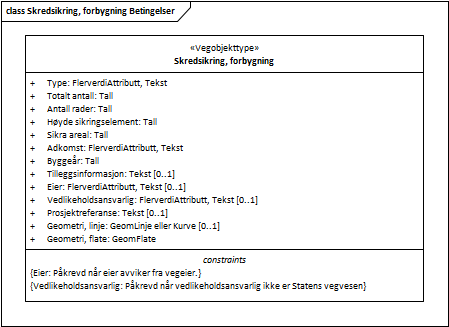 class Skredsikring, forbygning Betingelser
«Vegobjekttype»
Skredsikring, forbygning
+ Type: FlerverdiAttributt, Tekst
+ Totalt antall: Tall
+ Antall rader: Tall
+ Høyde sikringselement: Tall
+ Sikra areal: Tall
+ Adkomst: FlerverdiAttributt, Tekst
+ Byggeår: Tall
+ Tilleggsinformasjon: Tekst [0..1]
+ Eier: FlerverdiAttributt, Tekst [0..1]
+ Vedlikeholdsansvarlig: FlerverdiAttributt, Tekst [0..1]
+ Prosjektreferanse: Tekst [0..1]
+ Geometri, linje: GeomLinje eller Kurve [0..1]
+ Geometri, flate: GeomFlate
constraints
{Eier: Påkrevd når eier avviker fra vegeier.}
{Vedlikeholdsansvarlig: Påkrevd når vedlikeholdsansvarlig ikke er Statens vegvesen}